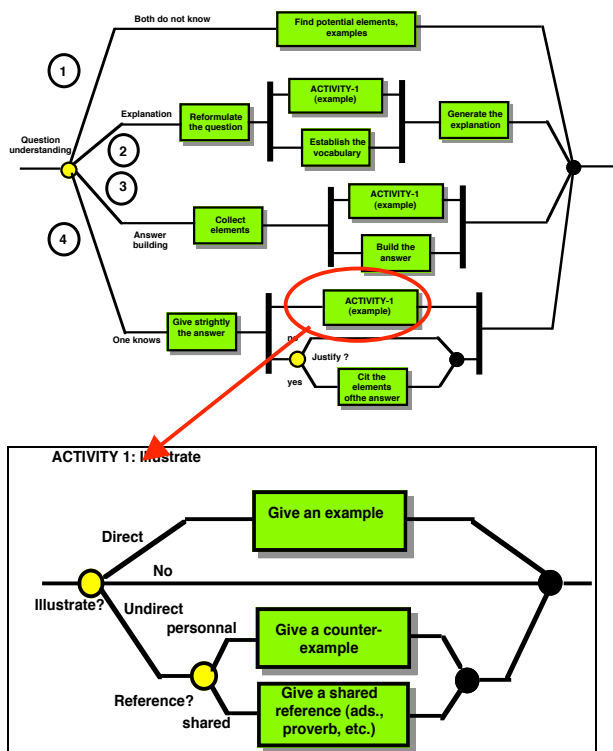 Both do not know
Find potential elements,
examples
1
ACTIVITY-1
(example)
Explanation
Reformulate
the question
Generate the
explanation
Question
understanding
2
Establish the
vocabulary
3
ACTIVITY-1
(example)
4
Answer
building
Collect
elements
Build the
answer
ACTIVITY-1
(example)
One knows
Give strightly
the answer
no
Justify ?
yes
Cit the
elements
ofthe answer
ACTIVITY 1: Illustrate
Give an example
Direct
No
Illustrate?
Undirect
personnal
Give a counter-
example
Reference?
shared
Give a shared
reference (ads.,
proverb, etc.)